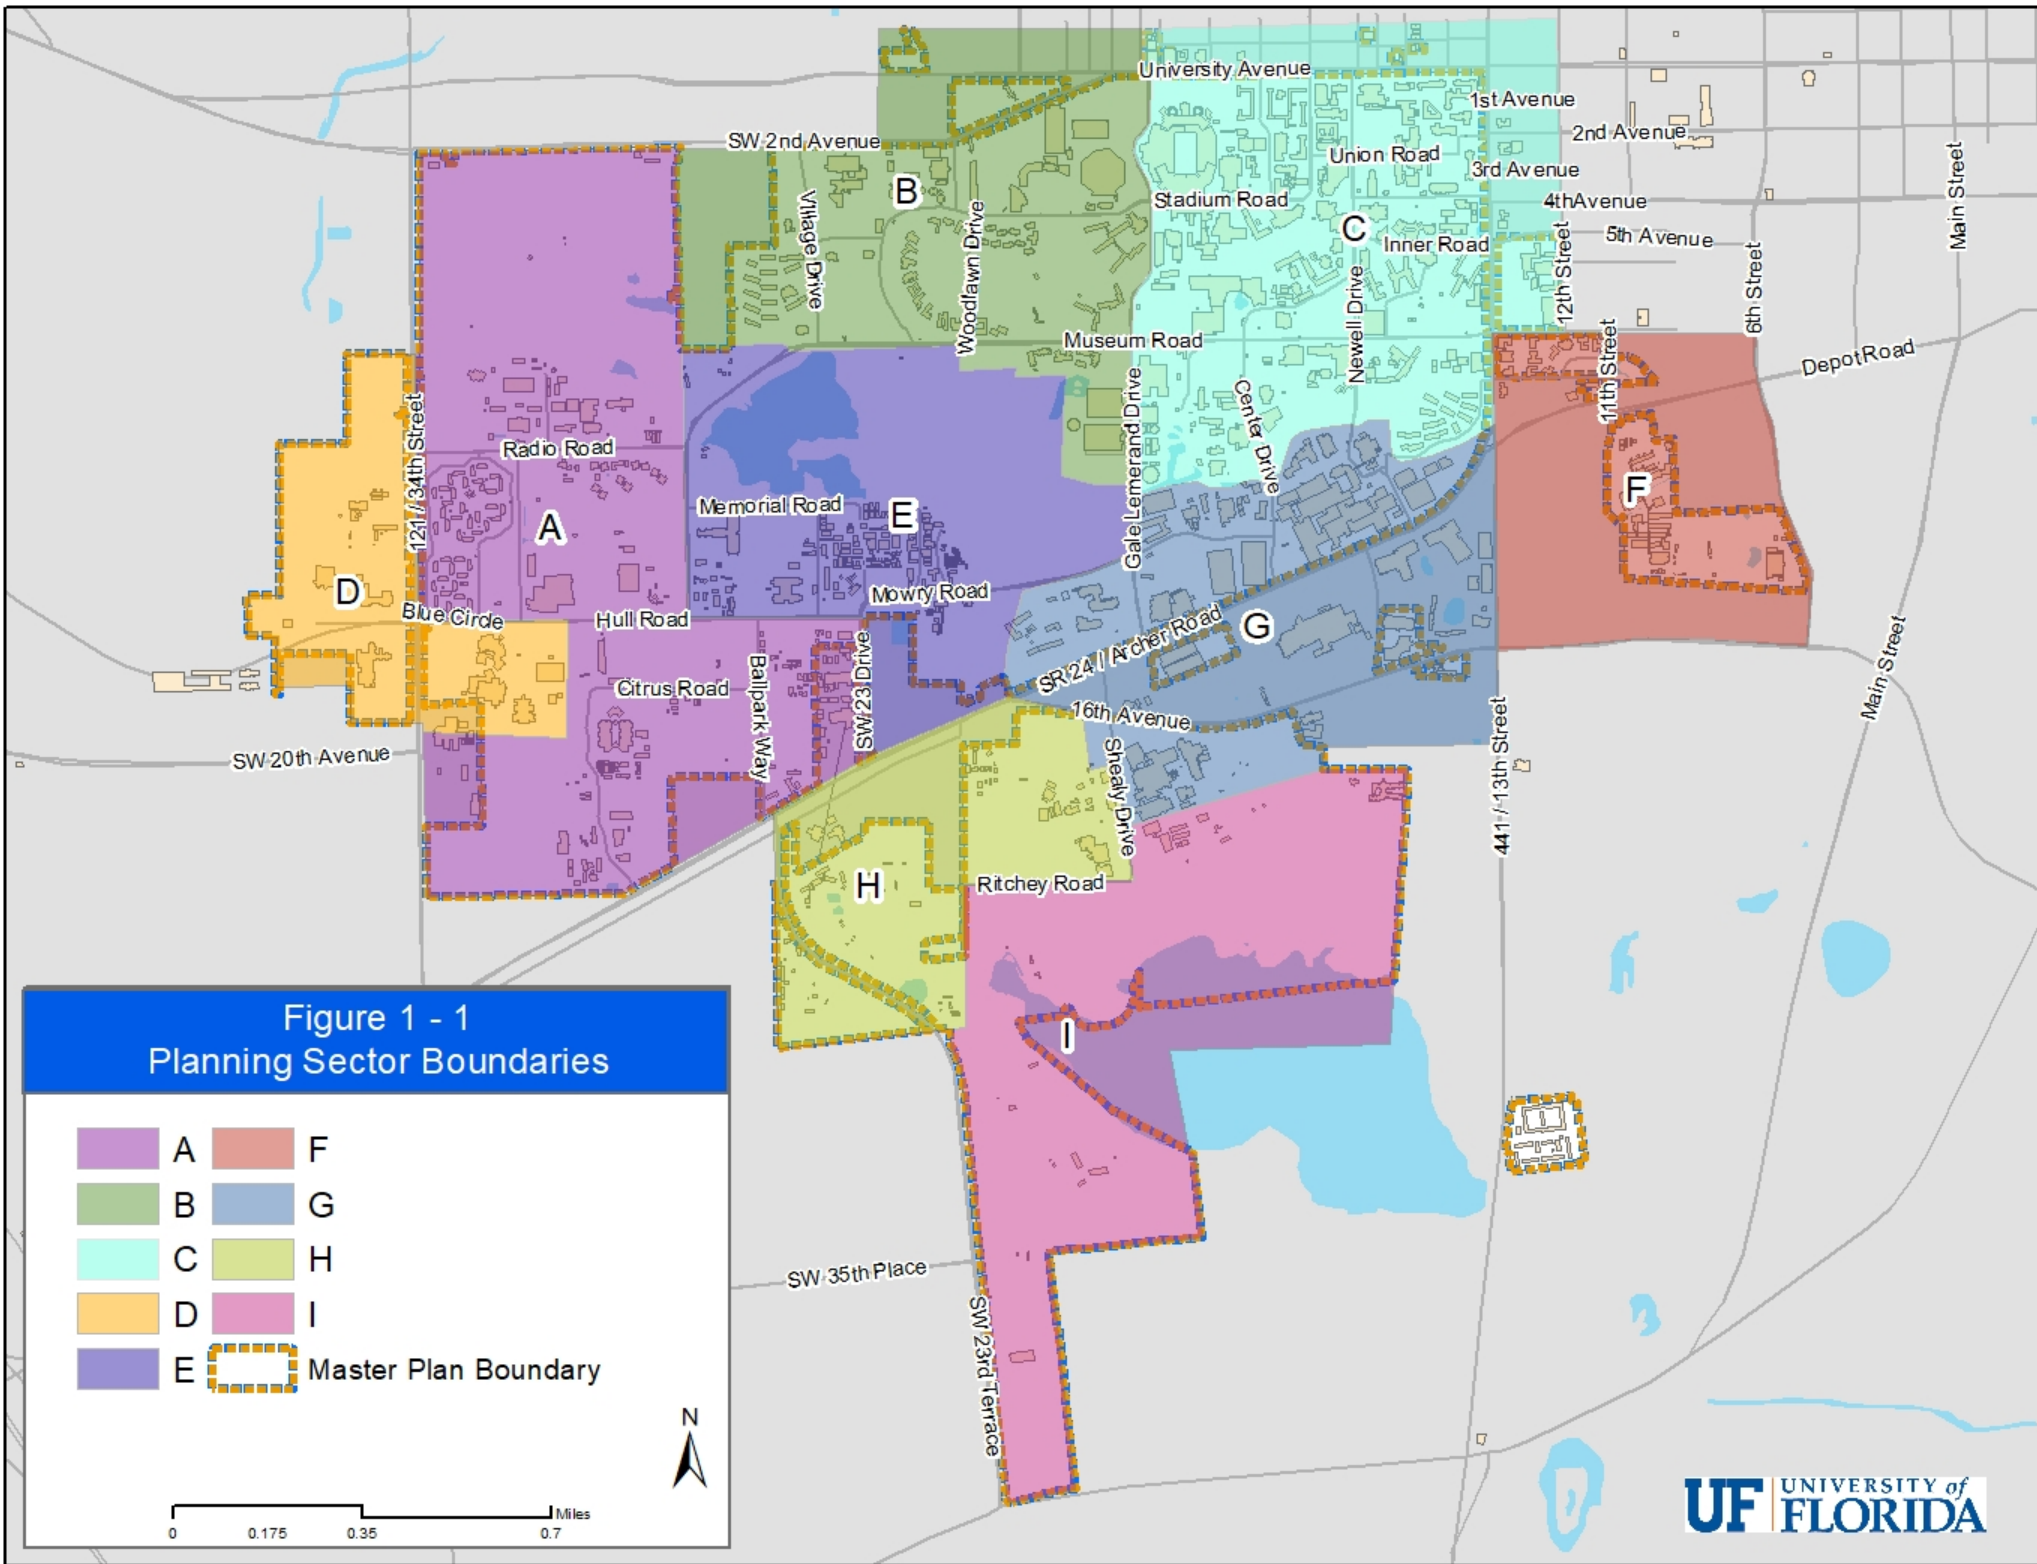 University Avenue
1st Avenue
2nd Avenue
SW 2nd Avenue
Union Road
3rd Avenue
B
Stadium Road
4thAvenue
Main Street
Village Drive
Woodlawn Drive
C
Inner Road
5th Avenue
12th Street
6th Street
Newell Drive
Museum Road
11th Street
DepotRoad
121 / 34th Street
Gale Lemerand Drive
Center Drive
Radio Road
Memorial Road
E
F
A
D
Mowry Road
Blue Circle
Hull Road
SR 24 / Archer Road
G
Citrus Road
Ballpark Way
SW 23 Drive
16th Avenue
Main Street
SW 20th Avenue
Shealy Drive
441 / 13th Street
H
Ritchey Road
I
Figure 1 - 1
Planning Sector Boundaries
A F
B G
C H
D I
E Master Plan Boundary
SW 35th Place
SW 23rd Terrace
N
Miles
0 0.175 0.35 0.7
UF UNIVERSITY of
FLORIDA